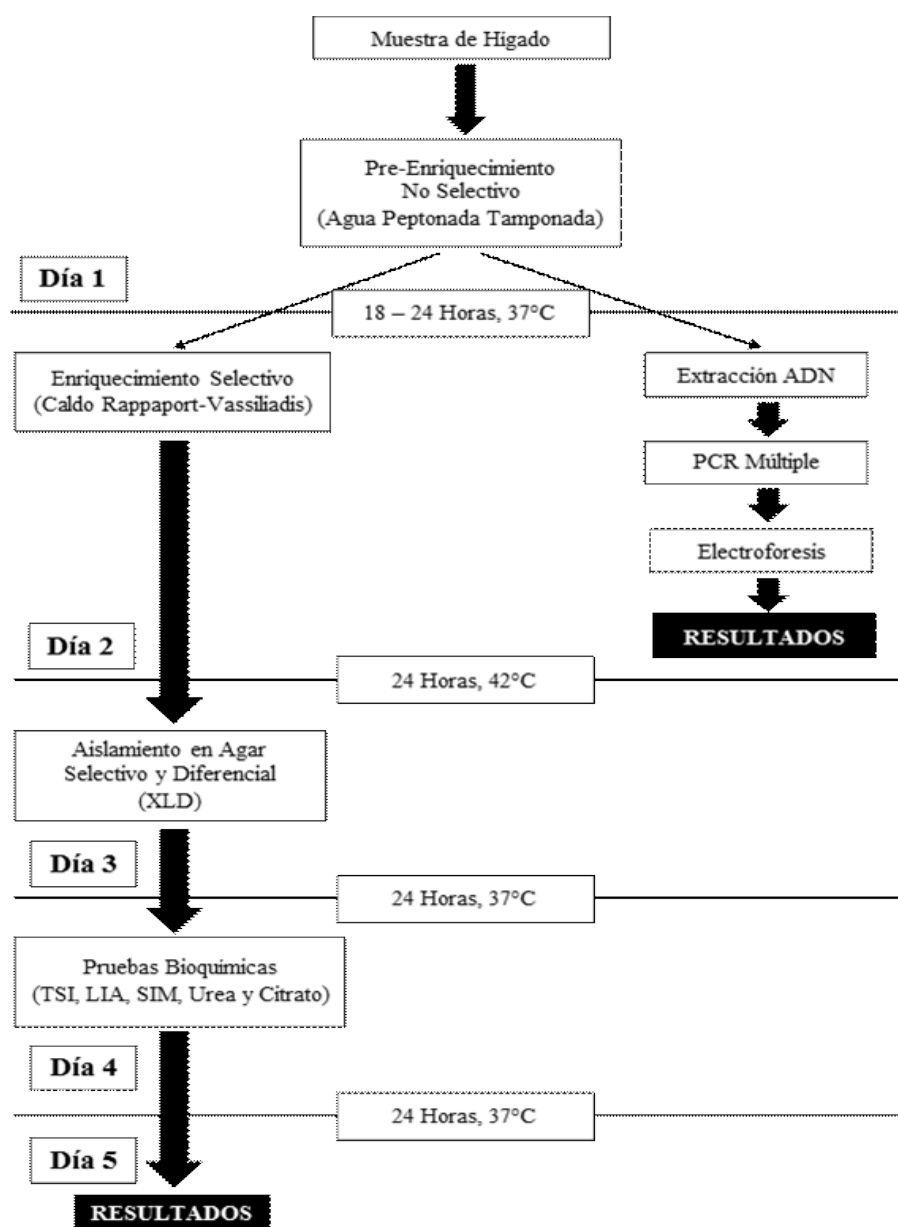 Muestra de Higado
Pre-Enriquecimiento
No Selectivo
(Agua Peptonada Tamponada)
Día 1
18 – 24 Horas, 37°C
Enriquecimiento Selectivo
(Caldo Rappaport-Vassiliadis)
Extracción ADN
PCR Múltiple
Electroforesis
RESULTADOS
Día 2
24 Horas, 42°C
Aislamiento en Agar
Selectivo y Diferencial
(XLD)
Día 3
24 Horas, 37°C
Pruebas Bioquimicas
(TSI, LIA, SIM, Urea y Citrato)
Día 4
24 Horas, 37°C
Día 5
RESULTADOS